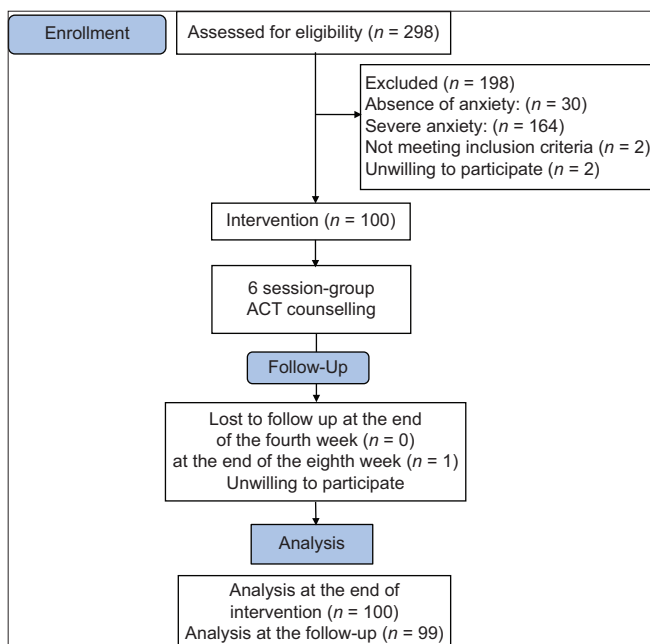 Enrollment
Assessed for eligibility (n = 298)
Excluded (n = 198)
Absence of anxiety: (n = 30)
Severe anxiety: (n = 164)
Not meeting inclusion criteria (n = 2)
Unwilling to participate (n = 2)
Intervention (n = 100)
6 session-group
ACT counselling
Follow-Up
Lost to follow up at the end
of the fourth week (n = 0)
at the end of the eighth week (n = 1)
Unwilling to participate
Analysis
Analysis at the end of
intervention (n = 100)
Analysis at the follow-up (n = 99)